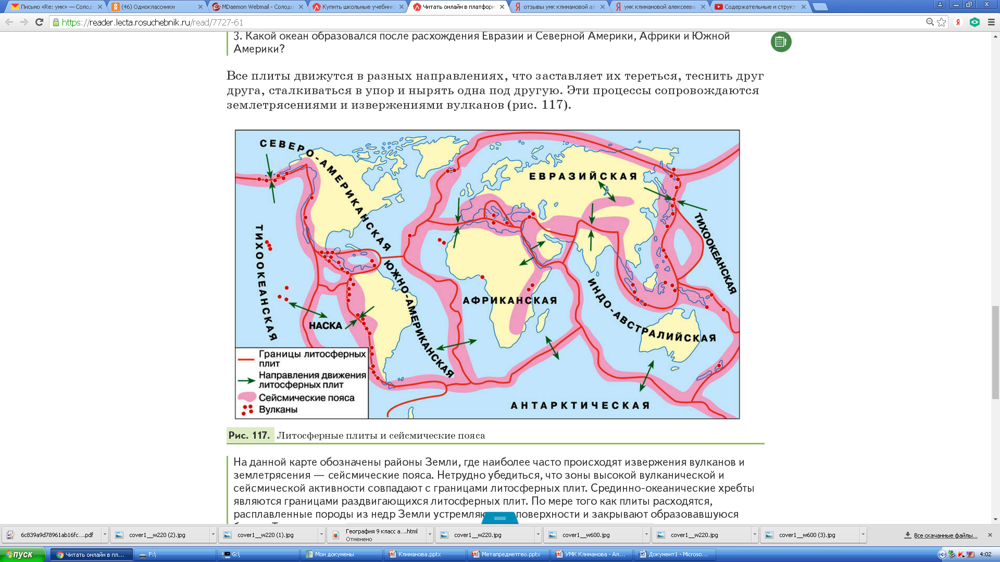 Письмо «Re: умк» — Солод
(46) Одноклассники
MDaemon Webmail - Солодо
Купить школьные учебник
Читать онлайн в платфор
отзывы умк климановой ал
умк климановой алексеева
Содержательные и структ
https://reader.lecta.rosuchebnik.ru/read/7727-61
3. Какой океан образовался после расхождения Евразии и Северной Америки, Африки и Южной
Америки?
Все плиты движутся в разных направлениях, что заставляет их тереться, теснить друг
друга, сталкиваться в упор и нырять одна под другую. Эти процессы сопровождаются
землетрясениями и извержениями вулканов (рис. 117).
СЕВЕРО-АМЕРИКАНСКАЯ
ЕВРАЗИЙСКАЯ
ТИХООКЕАНСКАЯ
ТИХООКЕАНСКАЯ
ЮЖНО-АМЕРИКАНСКАЯ
АФРИКАНСКАЯ
ИНДО-АВСТРАЛИЙСКАЯ
НАСКА
АНТАРКТИЧЕСКАЯ
Границы литосферных
плит
Направления движения
литосферных плит
Сейсмические пояса
Вулканы
Рис. 117. Литосферные плиты и сейсмические пояса
На данной карте обозначены районы Земли, где наиболее часто происходят извержения вулканов и
землетрясения — сейсмические пояса. Нетрудно убедиться, что зоны высокой вулканической и
сейсмической активности совпадают с границами литосферных плит. Срединно-океанические хребты
являются границами раздвигающихся литосферных плит. По мере того как плиты расходятся,
расплавленные породы из недр Земли устремляю поверхности и закрывают образовавшуюся
6c839a9d78961ab16fc....pdf
cover1__w220 (2).jpg
cover1__w220 (1).jpg
География 9 класс а....html
Отменено
cover1__w220.jpg
cover1__w600.jpg
cover1__w220.jpg
cover1__w600 (3).jpg
Все скачанные файлы...
пуск
Читать онлайн в пл...
F:\
G:\
Мои докумены
Климанова.pptx
Метапредметгео.pptx
УМК Климанова - Ал...
Документ1 - Microso...
4:02